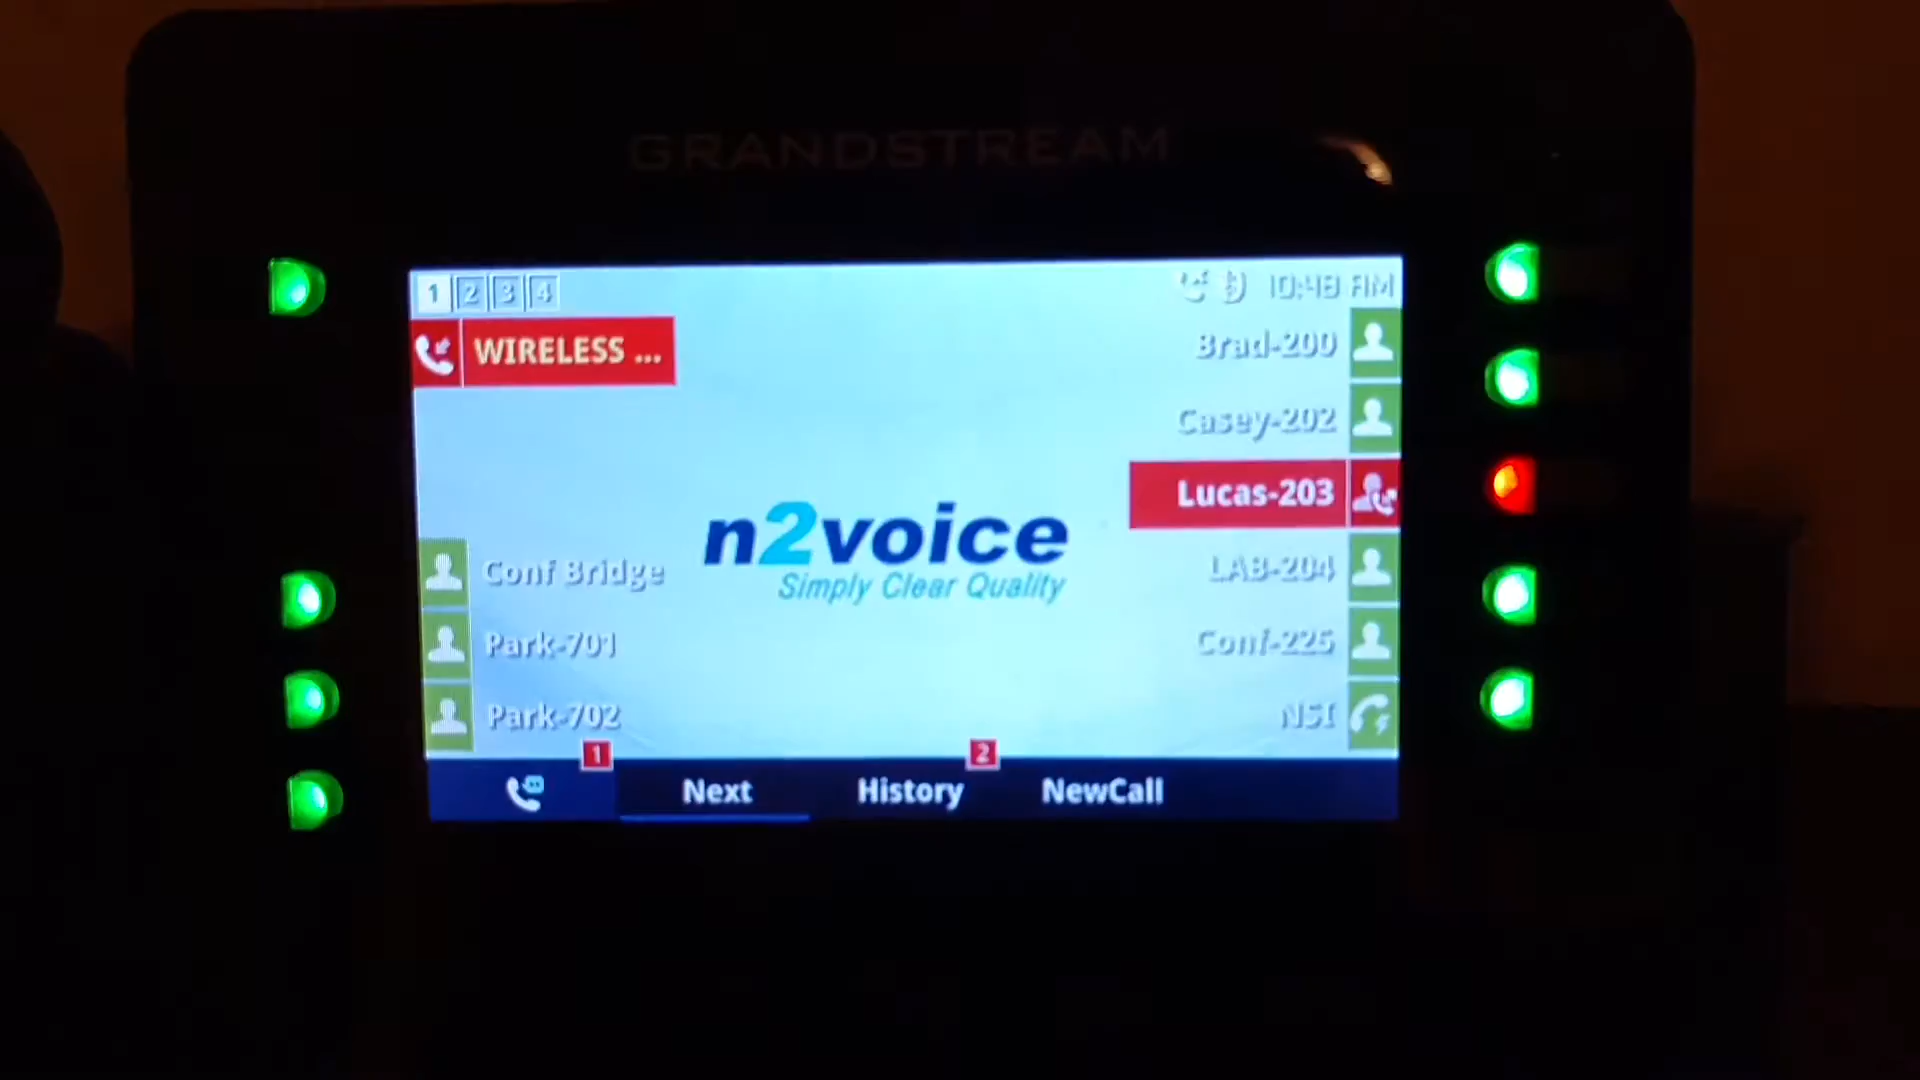 GRANDSTREAM
1 2 3 4
10:48 AM
WIRELESS ...
Brad-200
Casey-202
Lucas-203
n2voice
Simply Clear Quality
Conf Bridge
LAB-204
Park-701
Conf-225
Park-702
NSI
1
2
Next
History
NewCall